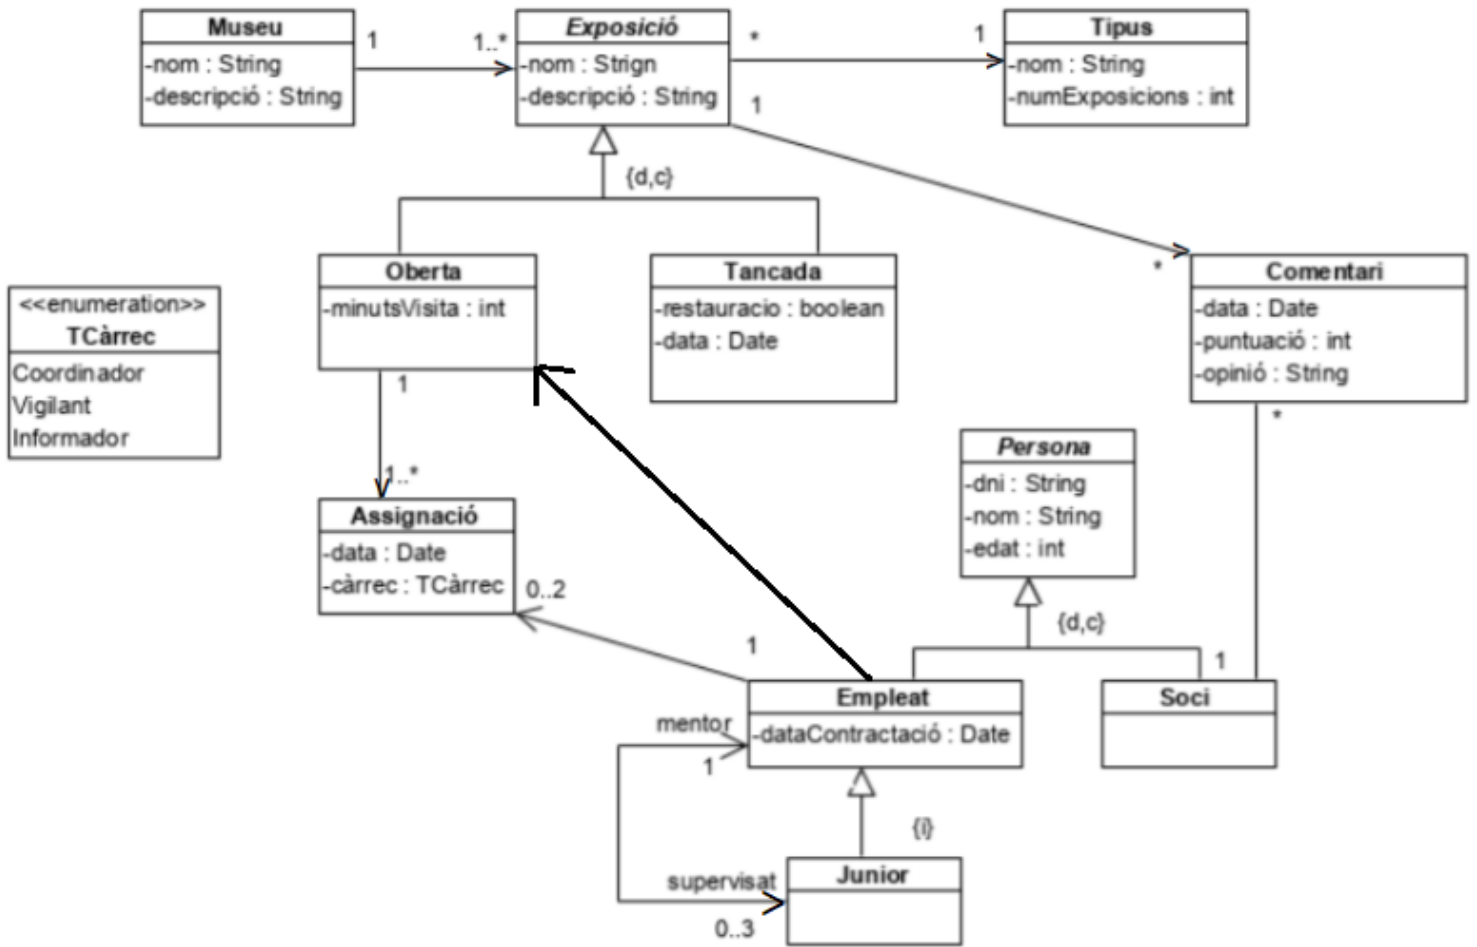 Museu
-nom : String
-descripció : String
1
1..*
Exposició
-nom : Strign
-descripció : String
*
1
Tipus
-nom : String
-numExposicions : int
1
*
{d,c}
Oberta
-minutsVisita : int
Tancada
-restauracio : boolean
-data : Date
Comentari
-data : Date
-puntuació : int
-opinió : String
<<enumeration>>
TCàrrec
Coordinador
Vigilant
Informador
1
1..*
*
Persona
-dni : String
-nom : String
-edat : int
Assignació
-data : Date
-càrrec : TCàrrec
0..2
1
{d,c}
1
Empleat
-dataContractació : Date
Soci
mentor
1
{i}
supervisat
0..3
Junior